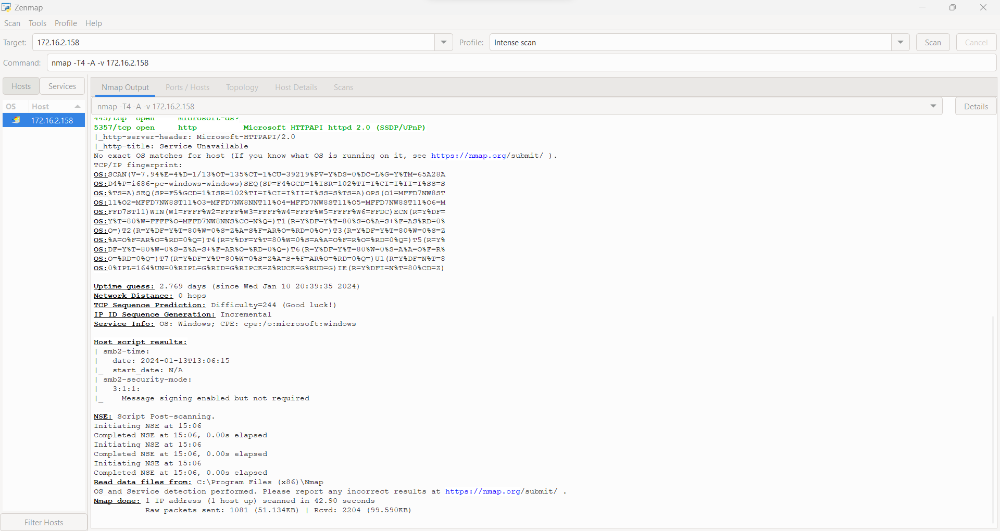 Zenmap
Scan Tools Profile Help
Target: 172.16.2.158 Profile: Intense scan Scan Cancel
Command: nmap -T4 -A -v 172.16.2.158
Hosts Services Nmap Output Ports / Hosts Topology Host Details Scans
OS Host nmap -T4 -A -v 172.16.2.158 Details
172.16.2.158
445/tcp open microsoft-ds?
5357/tcp open http Microsoft HTTPAPI httpd 2.0 (SSDP/UPnP)
|_http-server-header: Microsoft-HTTPAPI/2.0
|_http-title: Service Unavailable
No exact OS matches for host (If you know what OS is running on it, see https://nmap.org/submit/ ).
TCP/IP fingerprint:
OS:SCAN(V=7.94%E=4%D=1/13%OT=135%CT=1%CU=39219%PV=Y%DS=0%DC=L%G=Y%TM=65A28A
OS:D4%P=i686-pc-windows-windows)SEQ(SP=F4%GCD=1%ISR=102%TI=I%CI=I%II=I%SS=S
OS:%TS=A)SEQ(SP=F5%GCD=1%ISR=102%TI=I%CI=I%II=I%SS=S%TS=A)OPS(O1=MFFD7NW8ST
OS:11%O2=MFFD7NW8ST11%O3=MFFD7NW8NNT11%O4=MFFD7NW8ST11%O5=MFFD7NW8ST11%O6=M
OS:FFD7ST11)WIN(W1=FFFF%W2=FFFF%W3=FFFF%W4=FFFF%W5=FFFF%W6=FFDC)ECN(R=Y%DF=
OS:Y%T=80%W=FFFF%O=MFFD7NW8NNS%CC=N%Q=)T1(R=Y%DF=Y%T=80%S=O%A=S+%F=AS%RD=0%
OS:Q=)T2(R=Y%DF=Y%T=80%W=0%S=Z%A=S%F=AR%O=%RD=0%Q=)T3(R=Y%DF=Y%T=80%W=0%S=Z
OS:%A=O%F=AR%O=%RD=0%Q=)T4(R=Y%DF=Y%T=80%W=0%S=A%A=O%F=R%O=%RD=0%Q=)T5(R=Y%
OS:DF=Y%T=80%W=0%S=Z%A=S+%F=AR%O=%RD=0%Q=)T6(R=Y%DF=Y%T=80%W=0%S=A%A=O%F=R%
OS:O=%RD=0%Q=)T7(R=Y%DF=Y%T=80%W=0%S=Z%A=S+%F=AR%O=%RD=0%Q=)U1(R=Y%DF=N%T=8
OS:0%IPL=164%UN=0%RIPL=G%RID=G%RIPCK=Z%RUCK=G%RUD=G)IE(R=Y%DFI=N%T=80%CD=Z)
Uptime guess: 2.769 days (since Wed Jan 10 20:39:35 2024)
Network Distance: 0 hops
TCP Sequence Prediction: Difficulty=244 (Good luck!)
IP ID Sequence Generation: Incremental
Service Info: OS: Windows; CPE: cpe:/o:microsoft:windows
Host script results:
| smb2-time:
|   date: 2024-01-13T13:06:15
|_  start_date: N/A
| smb2-security-mode:
|   3:1:1:
|_    Message signing enabled but not required
NSE: Script Post-scanning.
Initiating NSE at 15:06
Completed NSE at 15:06, 0.00s elapsed
Initiating NSE at 15:06
Completed NSE at 15:06, 0.00s elapsed
Initiating NSE at 15:06
Completed NSE at 15:06, 0.00s elapsed
Read data files from: C:\Program Files (x86)\Nmap
OS and Service detection performed. Please report any incorrect results at https://nmap.org/submit/ .
Nmap done: 1 IP address (1 host up) scanned in 42.90 seconds
Raw packets sent: 1081 (51.134KB) | Rcvd: 2204 (99.590KB)
Filter Hosts